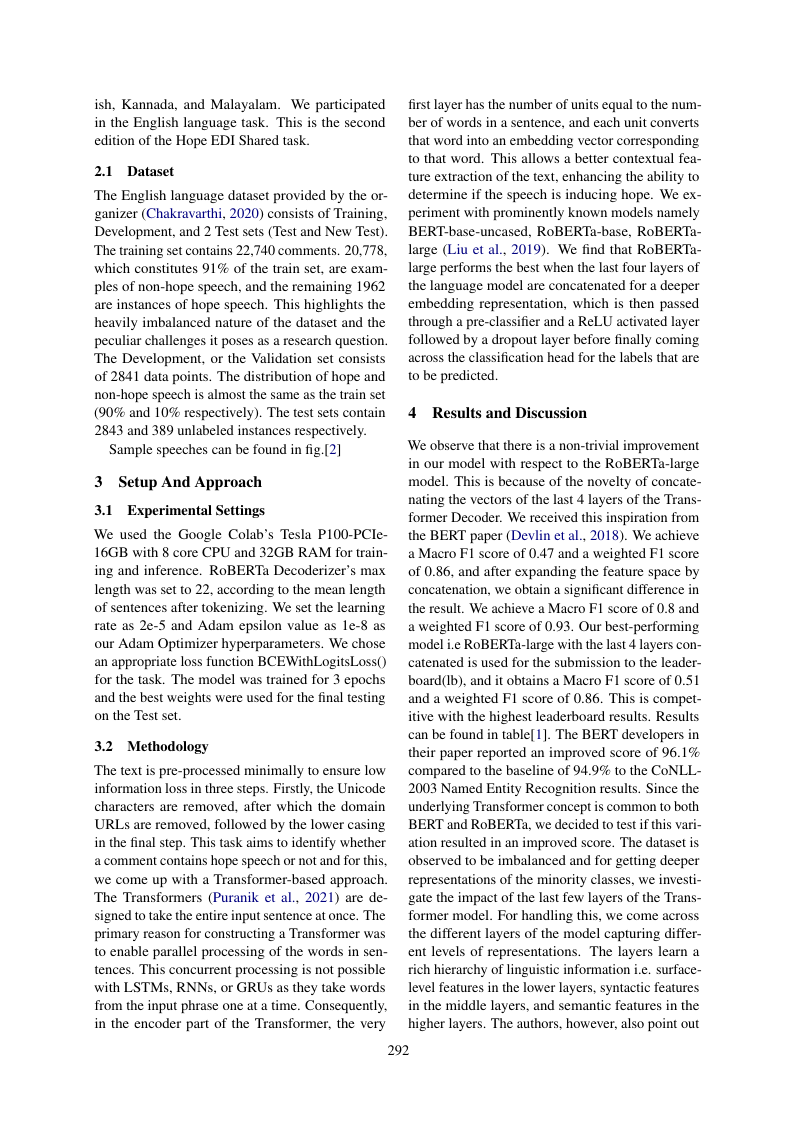 ish, Kannada, and Malayalam. We participated
in the English language task. This is the second
edition of the Hope EDI Shared task.
2.1 Dataset
The English language dataset provided by the or-
ganizer (Chakravarthi, 2020) consists of Training,
Development, and 2 Test sets (Test and New Test).
The training set contains 22,740 comments. 20,778,
which constitutes 91% of the train set, are exam-
ples of non-hope speech, and the remaining 1962
are instances of hope speech. This highlights the
heavily imbalanced nature of the dataset and the
peculiar challenges it poses as a research question.
The Development, or the Validation set consists
of 2841 data points. The distribution of hope and
non-hope speech is almost the same as the train set
(90% and 10% respectively). The test sets contain
2843 and 389 unlabeled instances respectively.
Sample speeches can be found in fig.[2]
3 Setup And Approach
3.1 Experimental Settings
We used the Google Colab's Tesla P100-PCIe-
16GB with 8 core CPU and 32GB RAM for train-
ing and inference. RoBERTa Decoderizer's max
length was set to 22, according to the mean length
of sentences after tokenizing. We set the learning
rate as 2e-5 and Adam epsilon value as 1e-8 as
our Adam Optimizer hyperparameters. We chose
an appropriate loss function BCEWithLogitsLoss()
for the task. The model was trained for 3 epochs
and the best weights were used for the final testing
on the Test set.
3.2 Methodology
The text is pre-processed minimally to ensure low
information loss in three steps. Firstly, the Unicode
characters are removed, after which the domain
URLs are removed, followed by the lower casing
in the final step. This task aims to identify whether
a comment contains hope speech or not and for this,
we come up with a Transformer-based approach.
The Transformers (Puranik et al., 2021) are de-
signed to take the entire input sentence at once. The
primary reason for constructing a Transformer was
to enable parallel processing of the words in sen-
tences. This concurrent processing is not possible
with LSTMs, RNNs, or GRUs as they take words
from the input phrase one at a time. Consequently,
in the encoder part of the Transformer, the very
first layer has the number of units equal to the num-
ber of words in a sentence, and each unit converts
that word into an embedding vector corresponding
to that word. This allows a better contextual fea-
ture extraction of the text, enhancing the ability to
determine if the speech is inducing hope. We ex-
periment with prominently known models namely
BERT-base-uncased, RoBERTa-base, RoBERTa-
large (Liu et al., 2019). We find that RoBERTa-
large performs the best when the last four layers of
the language model are concatenated for a deeper
embedding representation, which is then passed
through a pre-classifier and a ReLU activated layer
followed by a dropout layer before finally coming
across the classification head for the labels that are
to be predicted.
4 Results and Discussion
We observe that there is a non-trivial improvement
in our model with respect to the RoBERTa-large
model. This is because of the novelty of concate-
nating the vectors of the last 4 layers of the Trans-
former Decoder. We received this inspiration from
the BERT paper (Devlin et al., 2018). We achieve
a Macro F1 score of 0.47 and a weighted F1 score
of 0.86, and after expanding the feature space by
concatenation, we obtain a significant difference in
the result. We achieve a Macro F1 score of 0.8 and
a weighted F1 score of 0.93. Our best-performing
model i.e RoBERTa-large with the last 4 layers con-
catenated is used for the submission to the leader-
board(lb), and it obtains a Macro F1 score of 0.51
and a weighted F1 score of 0.86. This is compet-
itive with the highest leaderboard results. Results
can be found in table[1]. The BERT developers in
their paper reported an improved score of 96.1%
compared to the baseline of 94.9% to the CoNLL-
2003 Named Entity Recognition results. Since the
underlying Transformer concept is common to both
BERT and RoBERTa, we decided to test if this vari-
ation resulted in an improved score. The dataset is
observed to be imbalanced and for getting deeper
representations of the minority classes, we investi-
gate the impact of the last few layers of the Trans-
former model. For handling this, we come across
the different layers of the model capturing differ-
ent levels of representations. The layers learn a
rich hierarchy of linguistic information i.e. surface-
level features in the lower layers, syntactic features
in the middle layers, and semantic features in the
higher layers. The authors, however, also point out
292